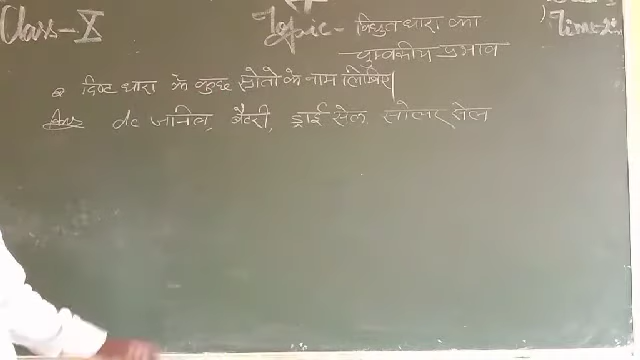 Class-X
Topic- विधुत धारा का
चुम्बकीय प्रभाव
Time-
Q दिष्ट धारा के कुछ स्रोतो के नाम लिखिए|
Ans dc जनित्र, बैटरी, ड्राई सेल, सोलर सेल